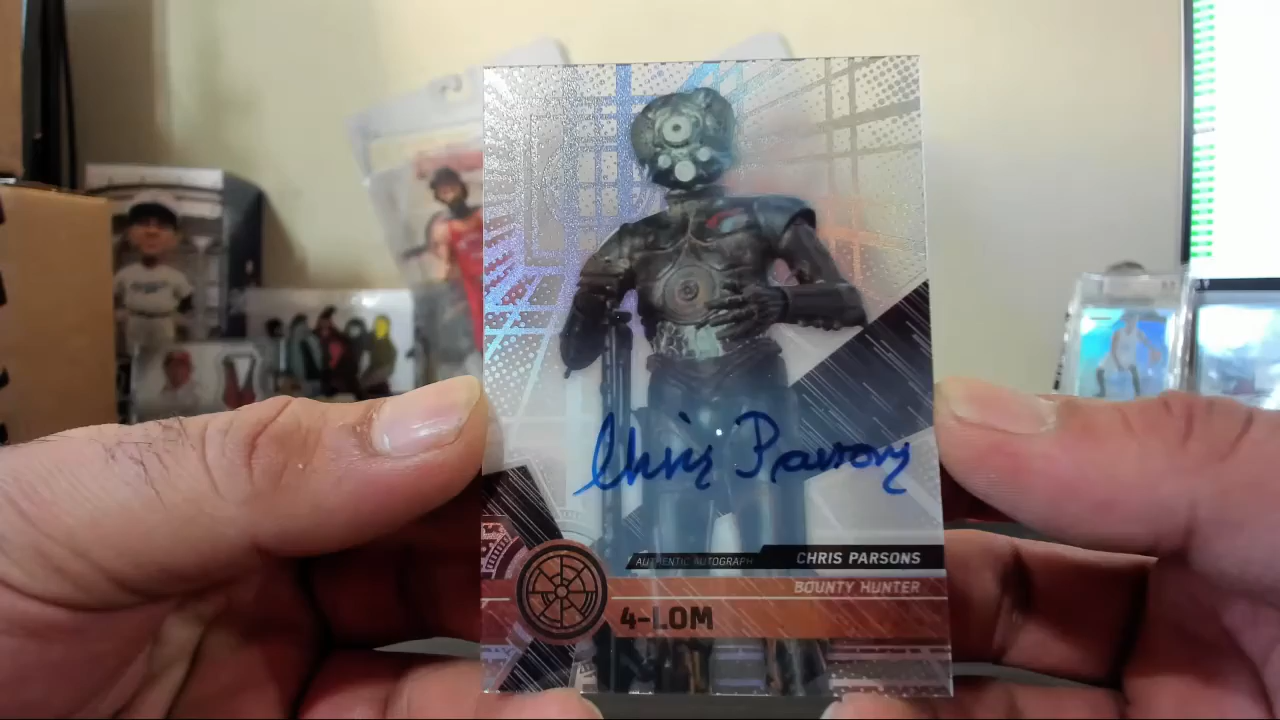 Chris Parsons
AUTHENTIC AUTOGRAPH
CHRIS PARSONS
BOUNTY HUNTER
4-LOM